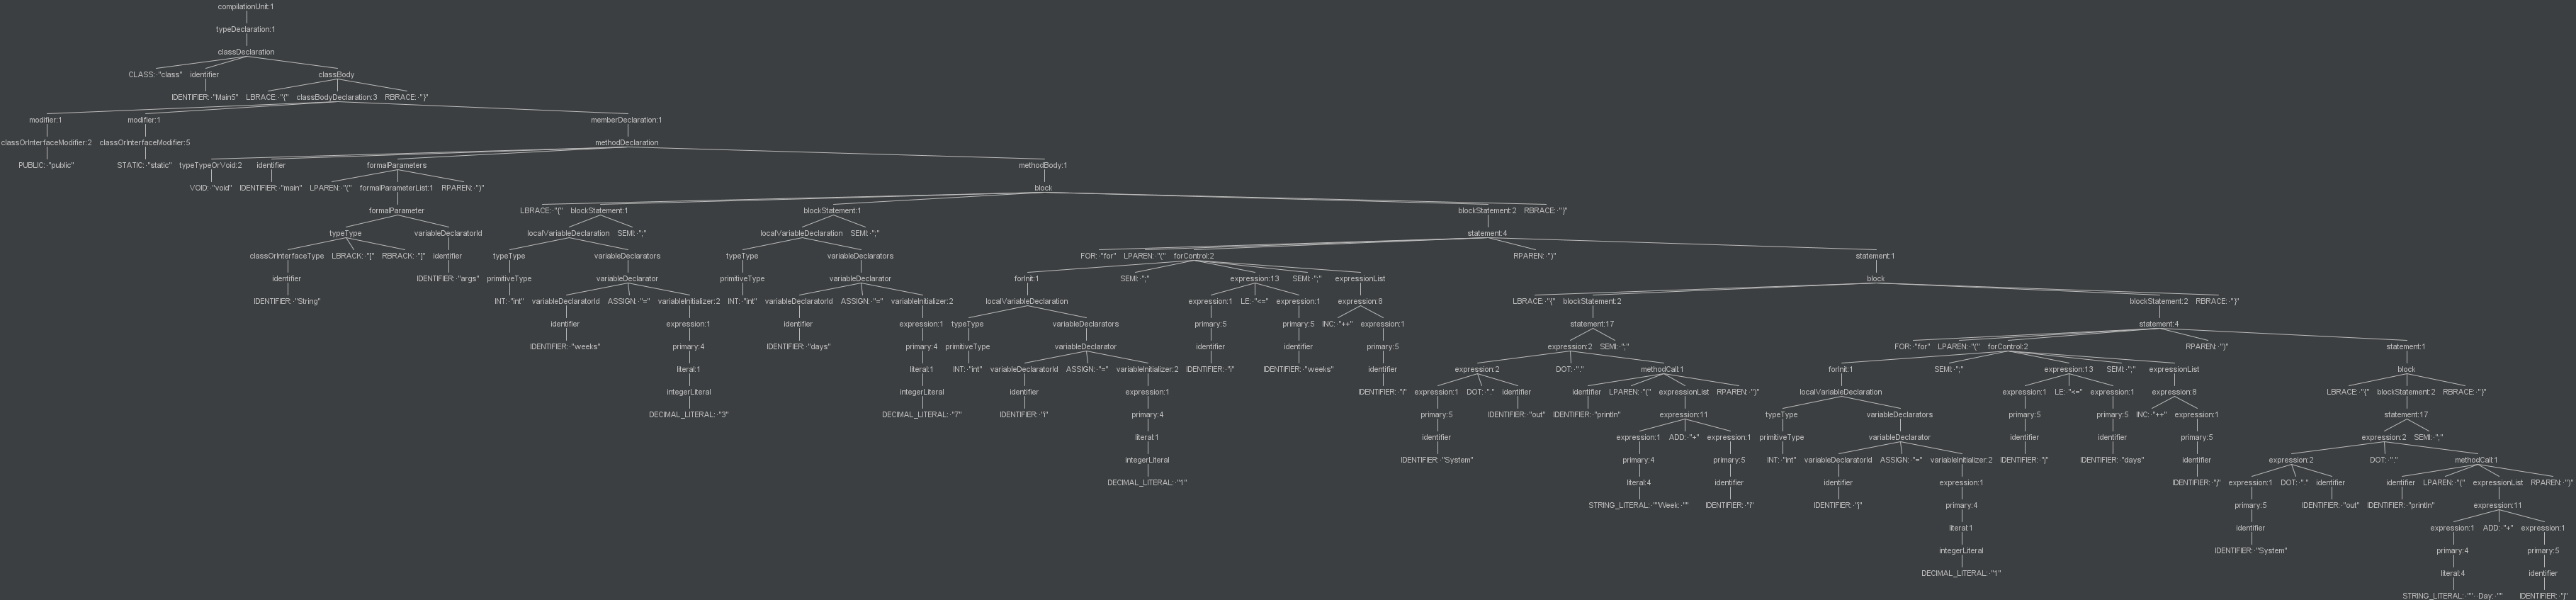 compilationUnit:1
typeDeclaration:1
classDeclaration
CLASS:·"class" identifier classBody
IDENTIFIER:·"Main5" LBRACE:·"{" classBodyDeclaration:3 RBRACE:·"}"
modifier:1 modifier:1 memberDeclaration:1
classOrInterfaceModifier:2 classOrInterfaceModifier:5 methodDeclaration
PUBLIC:·"public" STATIC:·"static" typeTypeOrVoid:2 identifier formalParameters methodBody:1
VOID:·"void" IDENTIFIER:·"main" LPAREN:·"(" formalParameterList:1 RPAREN:·")" block
formalParameter LBRACE:·"{" blockStatement:1 blockStatement:1 blockStatement:2 RBRACE:·"}"
typeType variableDeclaratorId localVariableDeclaration SEMI:·";" localVariableDeclaration SEMI:·";" statement:4
classOrInterfaceType LBRACK:·"[" RBRACK:·"]" identifier typeType variableDeclarators typeType variableDeclarators FOR:·"for" LPAREN:·"(" forControl:2 RPAREN:·")" statement:1
identifier IDENTIFIER:·"args" primitiveType variableDeclarator primitiveType variableDeclarator forInit:1 SEMI:·";" expression:13 SEMI:·";" expressionList block
IDENTIFIER:·"String" INT:·"int" variableDeclaratorId ASSIGN:·"=" variableInitializer:2 INT:·"int" variableDeclaratorId ASSIGN:·"=" variableInitializer:2 localVariableDeclaration expression:1 LE:·"<=" expression:1 expression:8 LBRACE:·"{" blockStatement:2 blockStatement:2 RBRACE:·"}"
identifier expression:1 identifier expression:1 typeType variableDeclarators primary:5 primary:5 INC:·"++" expression:1 statement:17 statement:4
IDENTIFIER:·"weeks" primary:4 IDENTIFIER:·"days" primary:4 primitiveType variableDeclarator identifier identifier primary:5 expression:2 SEMI:·";" FOR:·"for" LPAREN:·"(" forControl:2 RPAREN:·")" statement:1
literal:1 literal:1 INT:·"int" variableDeclaratorId ASSIGN:·"=" variableInitializer:2 IDENTIFIER:·"i" IDENTIFIER:·"weeks" identifier expression:2 DOT:·"." methodCall:1 forInit:1 SEMI:·";" expression:13 SEMI:·";" expressionList block
integerLiteral integerLiteral identifier expression:1 IDENTIFIER:·"i" expression:1 DOT:·"." identifier identifier LPAREN:·"(" expressionList RPAREN:·")" localVariableDeclaration expression:1 LE:·"<=" expression:1 expression:8 LBRACE:·"{" blockStatement:2 RBRACE:·"}"
DECIMAL_LITERAL:·"3" DECIMAL_LITERAL:·"7" IDENTIFIER:·"i" primary:4 primary:5 IDENTIFIER:·"out" IDENTIFIER:·"println" expression:11 typeType variableDeclarators primary:5 primary:5 INC:·"++" expression:1 statement:17
literal:1 identifier expression:1 ADD:·"+" expression:1 primitiveType variableDeclarator identifier identifier primary:5 expression:2 SEMI:·";"
integerLiteral IDENTIFIER:·"System" primary:4 primary:5 INT:·"int" variableDeclaratorId ASSIGN:·"=" variableInitializer:2 IDENTIFIER:·"j" IDENTIFIER:·"days" identifier expression:2 DOT:·"." methodCall:1
DECIMAL_LITERAL:·"1" literal:4 identifier identifier expression:1 IDENTIFIER:·"j" expression:1 DOT:·"." identifier identifier LPAREN:·"(" expressionList RPAREN:·")"
STRING_LITERAL:·""Week:·"" IDENTIFIER:·"i" IDENTIFIER:·"j" primary:4 primary:5 IDENTIFIER:·"out" IDENTIFIER:·"println" expression:11
literal:1 identifier expression:1 ADD:·"+" expression:1
integerLiteral IDENTIFIER:·"System" primary:4 primary:5
DECIMAL_LITERAL:·"1" literal:4 identifier
STRING_LITERAL:·""··Day:·"" IDENTIFIER:·"j"